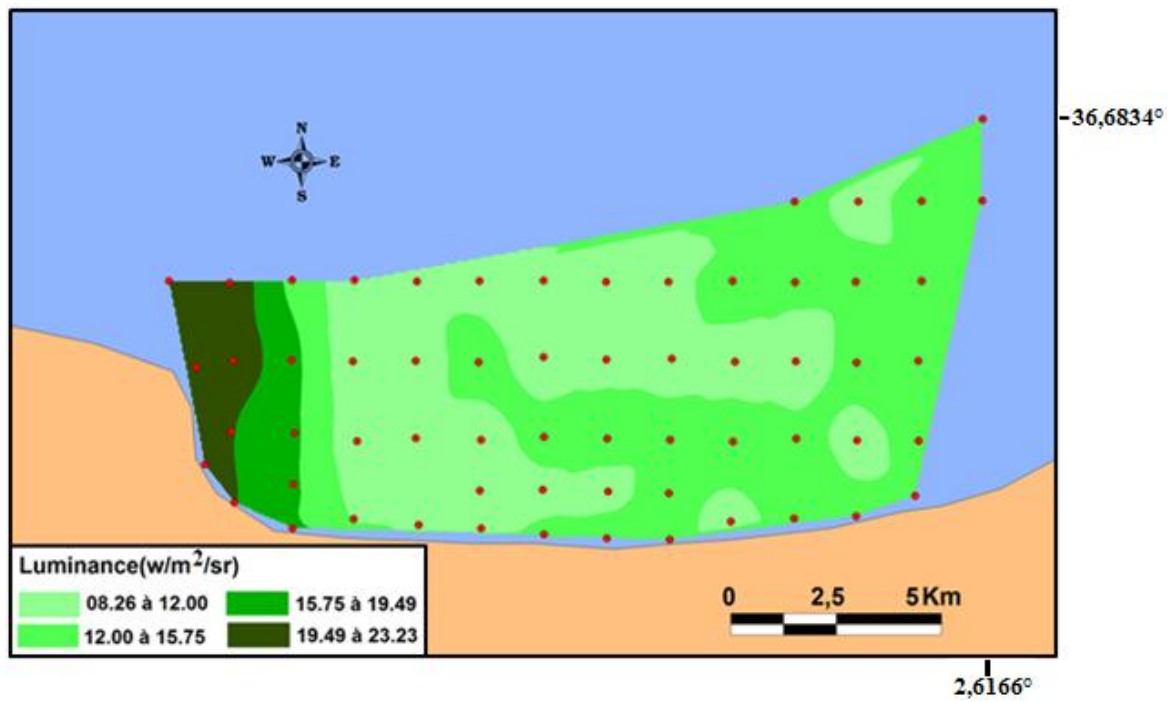 N
W E
S
36,6834°
Luminance(w/m²/sr)
08.26 à 12.00 15.75 à 19.49
12.00 à 15.75 19.49 à 23.23
0 2,5 5Km
2,6166°